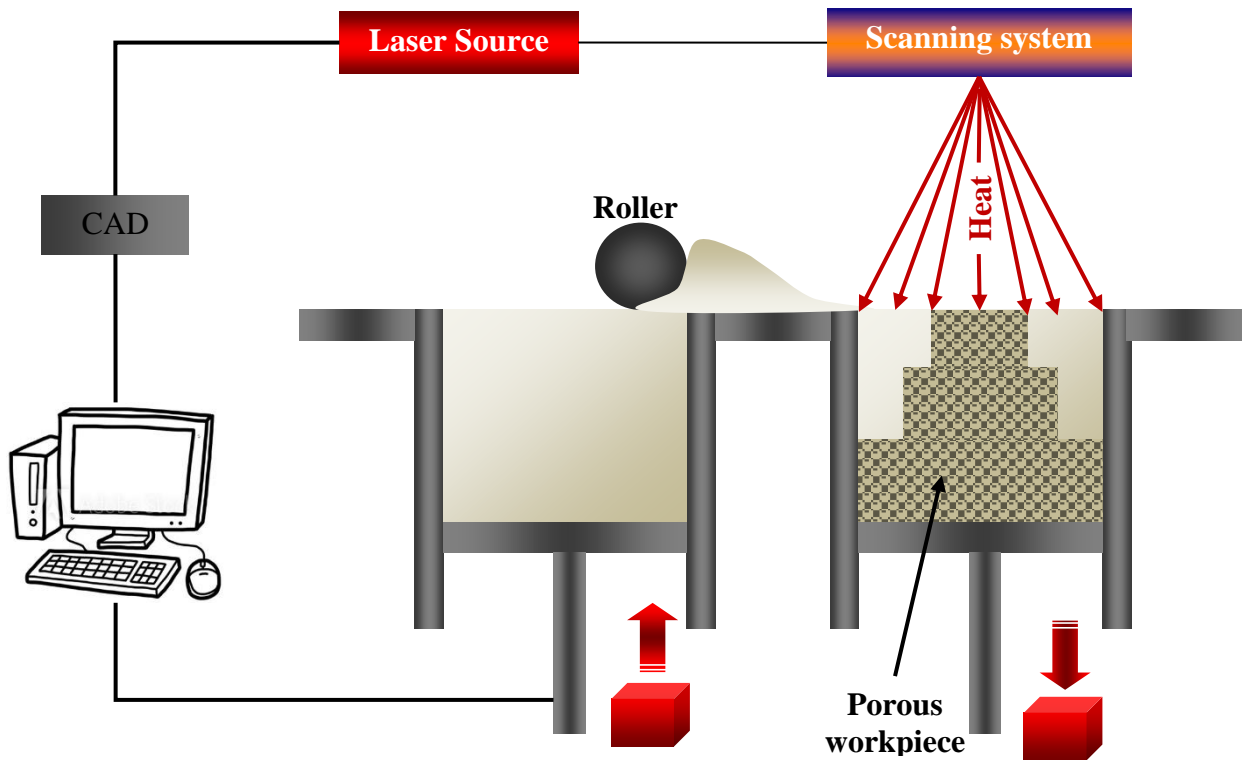 Laser Source
Scanning system
CAD
Roller
Heat
Porous
workpiece